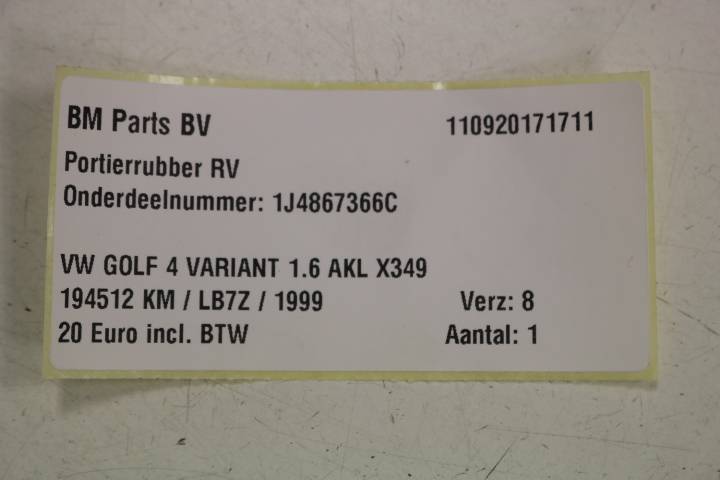 BM Parts BV 110920171711
Portierrubber RV
Onderdeelnummer: 1J4867366C
VW GOLF 4 VARIANT 1.6 AKL X349
194512 KM / LB7Z / 1999 Verz: 8
20 Euro incl. BTW Aantal: 1